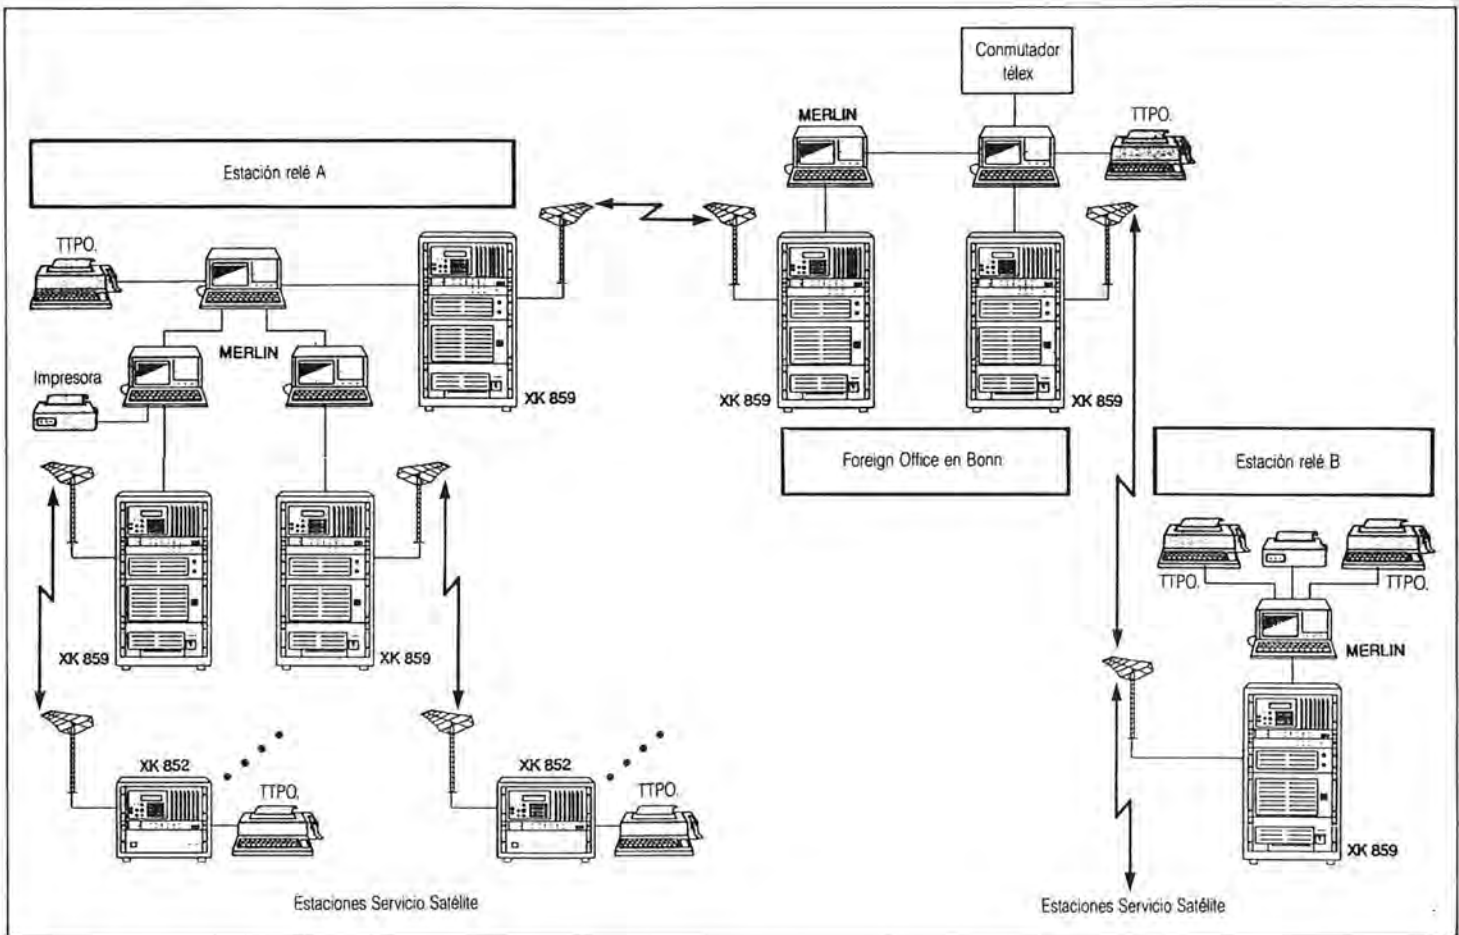 Conmutador
télex
MERLIN
TTPO.
Estación relé A
TTPO.
MERLIN
Impresora
XK 859
XK 859
XK 859
Foreign Office en Bonn
Estación relé B
TTPO.
TTPO.
MERLIN
XK 859
XK 859
XK 852
TTPO.
XK 852
TTPO.
XK 859
Estaciones Servicio Satélite
Estaciones Servicio Satélite